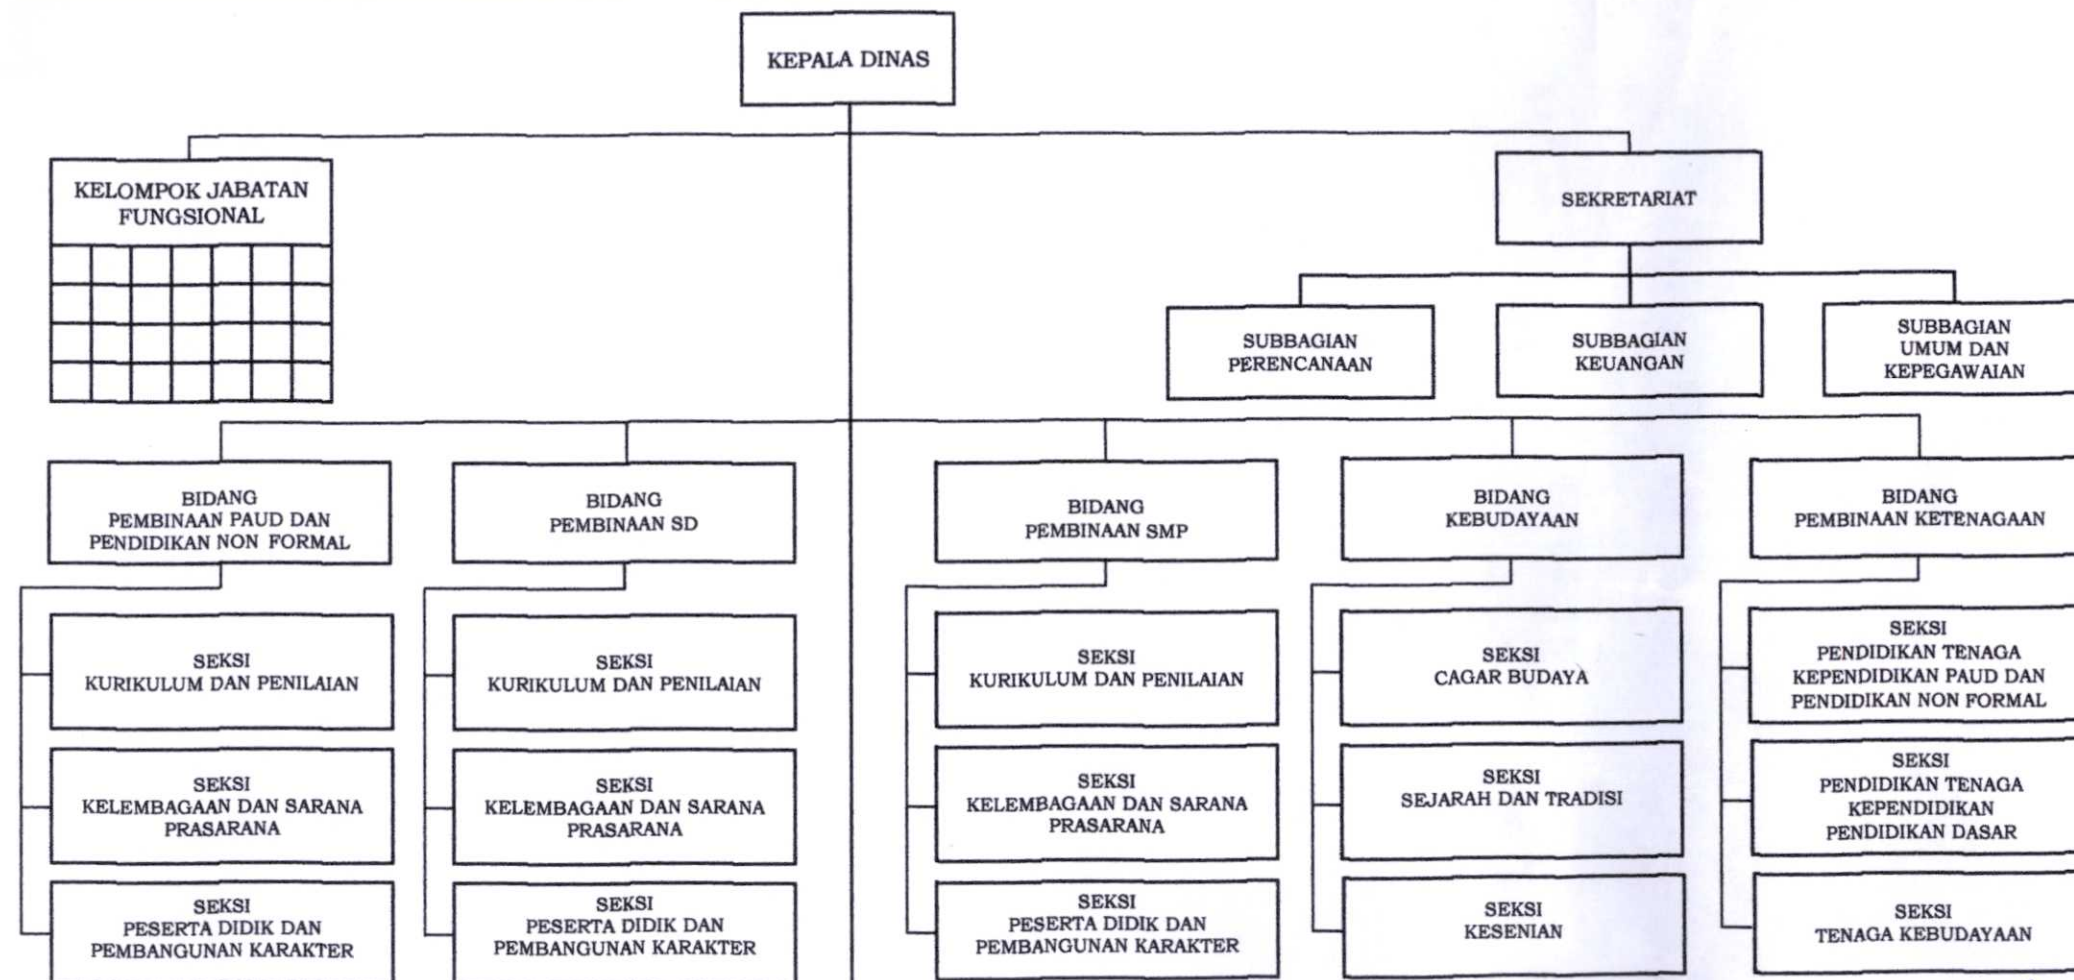 KEPALA DINAS
KELOMPOK JABATAN
FUNGSIONAL
SEKRETARIAT
SUBBAGIAN
PERENCANAAN
SUBBAGIAN
KEUANGAN
SUBBAGIAN
UMUM DAN
KEPEGAWAIAN
BIDANG
PEMBINAAN PAUD DAN
PENDIDIKAN NON FORMAL
BIDANG
PEMBINAAN SD
BIDANG
PEMBINAAN SMP
BIDANG
KEBUDAYAAN
BIDANG
PEMBINAAN KETENAGAAN
SEKSI
KURIKULUM DAN PENILAIAN
SEKSI
KURIKULUM DAN PENILAIAN
SEKSI
KURIKULUM DAN PENILAIAN
SEKSI
CAGAR BUDAYA
SEKSI
PENDIDIKAN TENAGA
KEPENDIDIKAN PAUD DAN
PENDIDIKAN NON FORMAL
SEKSI
KELEMBAGAAN DAN SARANA
PRASARANA
SEKSI
KELEMBAGAAN DAN SARANA
PRASARANA
SEKSI
KELEMBAGAAN DAN SARANA
PRASARANA
SEKSI
SEJARAH DAN TRADISI
SEKSI
PENDIDIKAN TENAGA
KEPENDIDIKAN
PENDIDIKAN DASAR
SEKSI
PESERTA DIDIK DAN
PEMBANGUNAN KARAKTER
SEKSI
PESERTA DIDIK DAN
PEMBANGUNAN KARAKTER
SEKSI
PESERTA DIDIK DAN
PEMBANGUNAN KARAKTER
SEKSI
KESENIAN
SEKSI
TENAGA KEBUDAYAAN